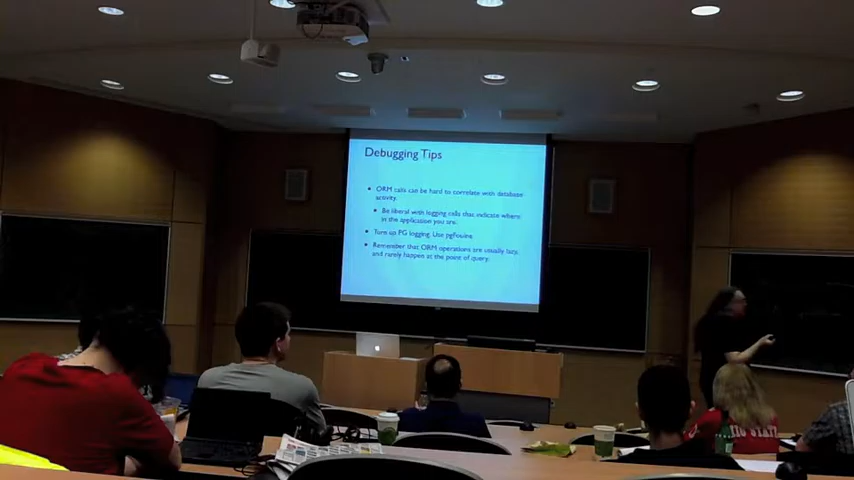 Debugging Tips
• ORM calls can be hard to correlate with database
activity.
• Be liberal with logging calls that indicate where
in the application you are.
• Turn up PG logging. Use pgfouine.
• Remember that ORM operations are usually lazy,
and rarely happen at the point of query.
STATE